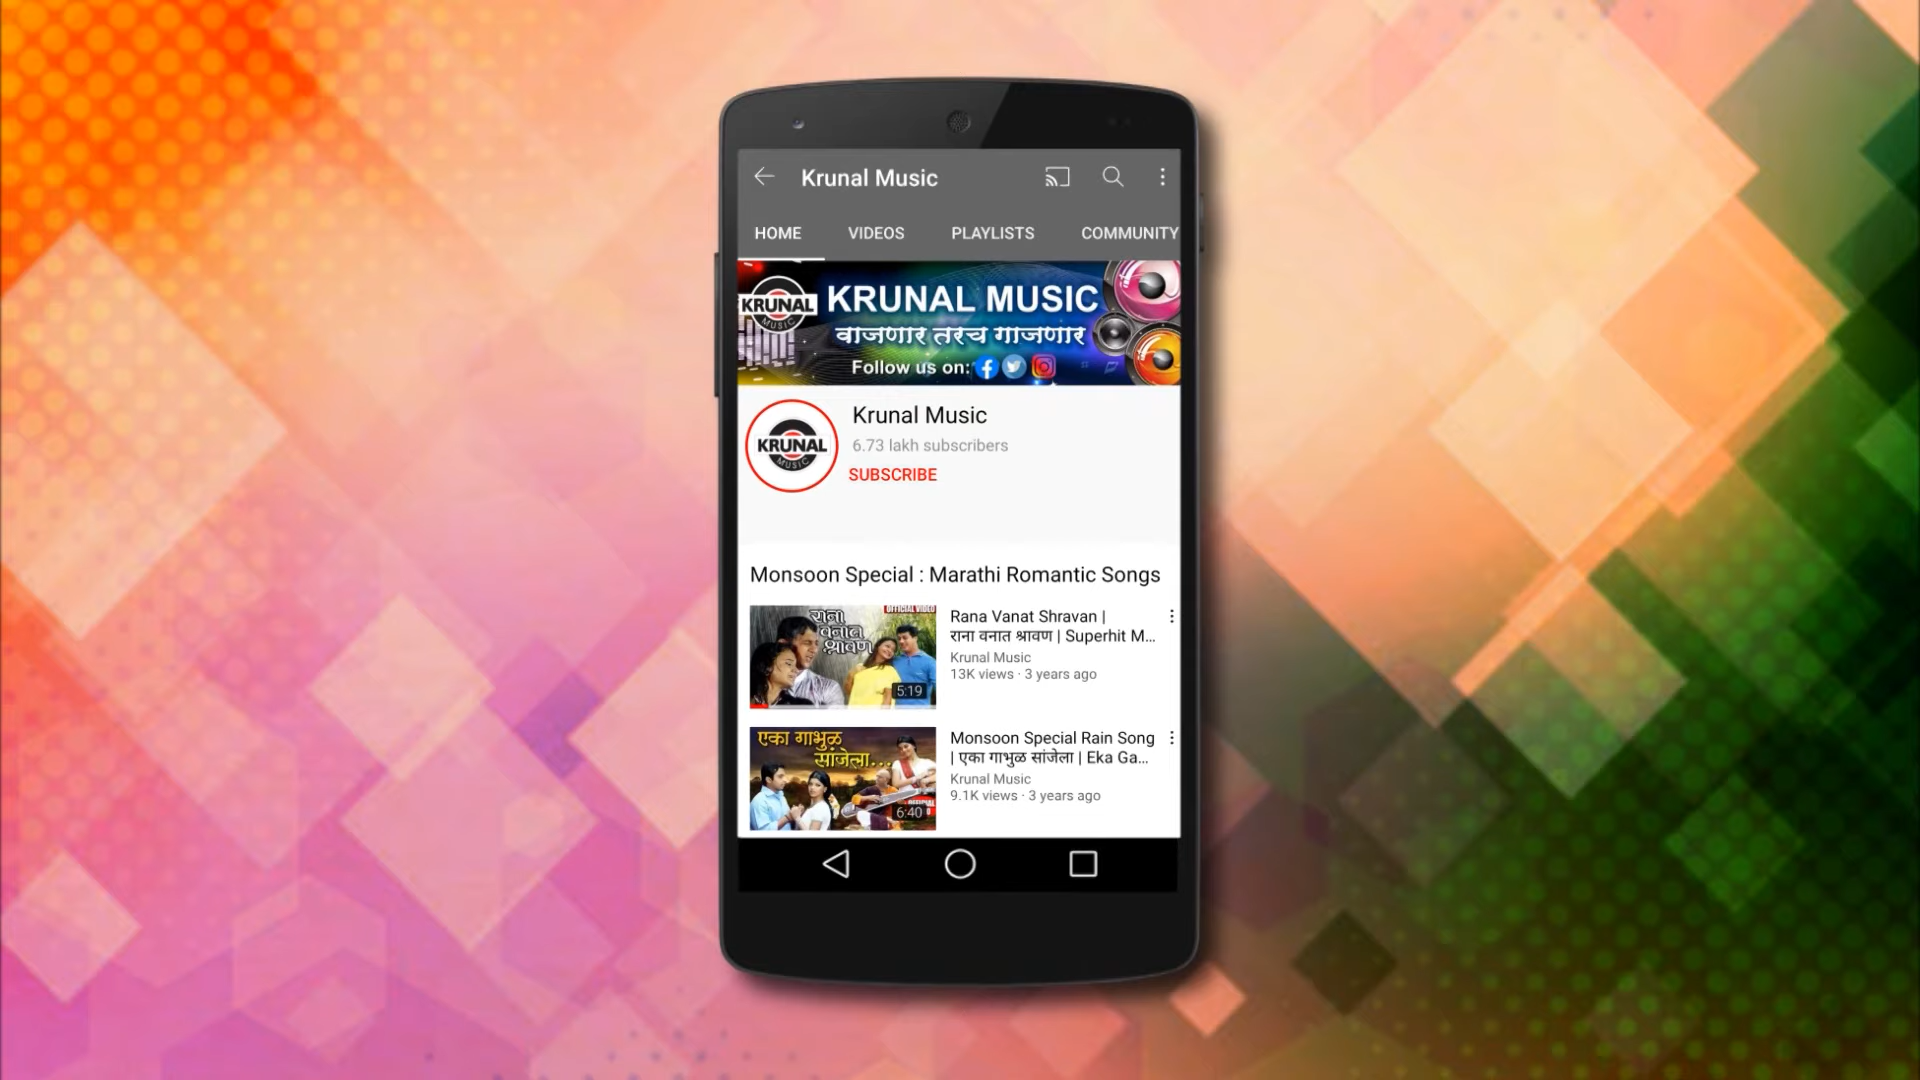 Krunal Music
HOME VIDEOS PLAYLISTS COMMUNITY
KRUNAL MUSIC
KRUNAL
MUSIC
वाजणार तरच गाजणार
Follow us on:
KRUNAL
MUSIC
Krunal Music
6.73 lakh subscribers
SUBSCRIBE
Monsoon Special : Marathi Romantic Songs
OFFICIAL VIDEO
राना
वनात
श्रावण
5:19
Rana Vanat Shravan |
राना वनात श्रावण | Superhit M...
Krunal Music
13K views · 3 years ago
एका गाभुळ
सांजेला...
6:40
Monsoon Special Rain Song
| एका गाभुळ सांजेला | Eka Ga...
Krunal Music
9.1K views · 3 years ago